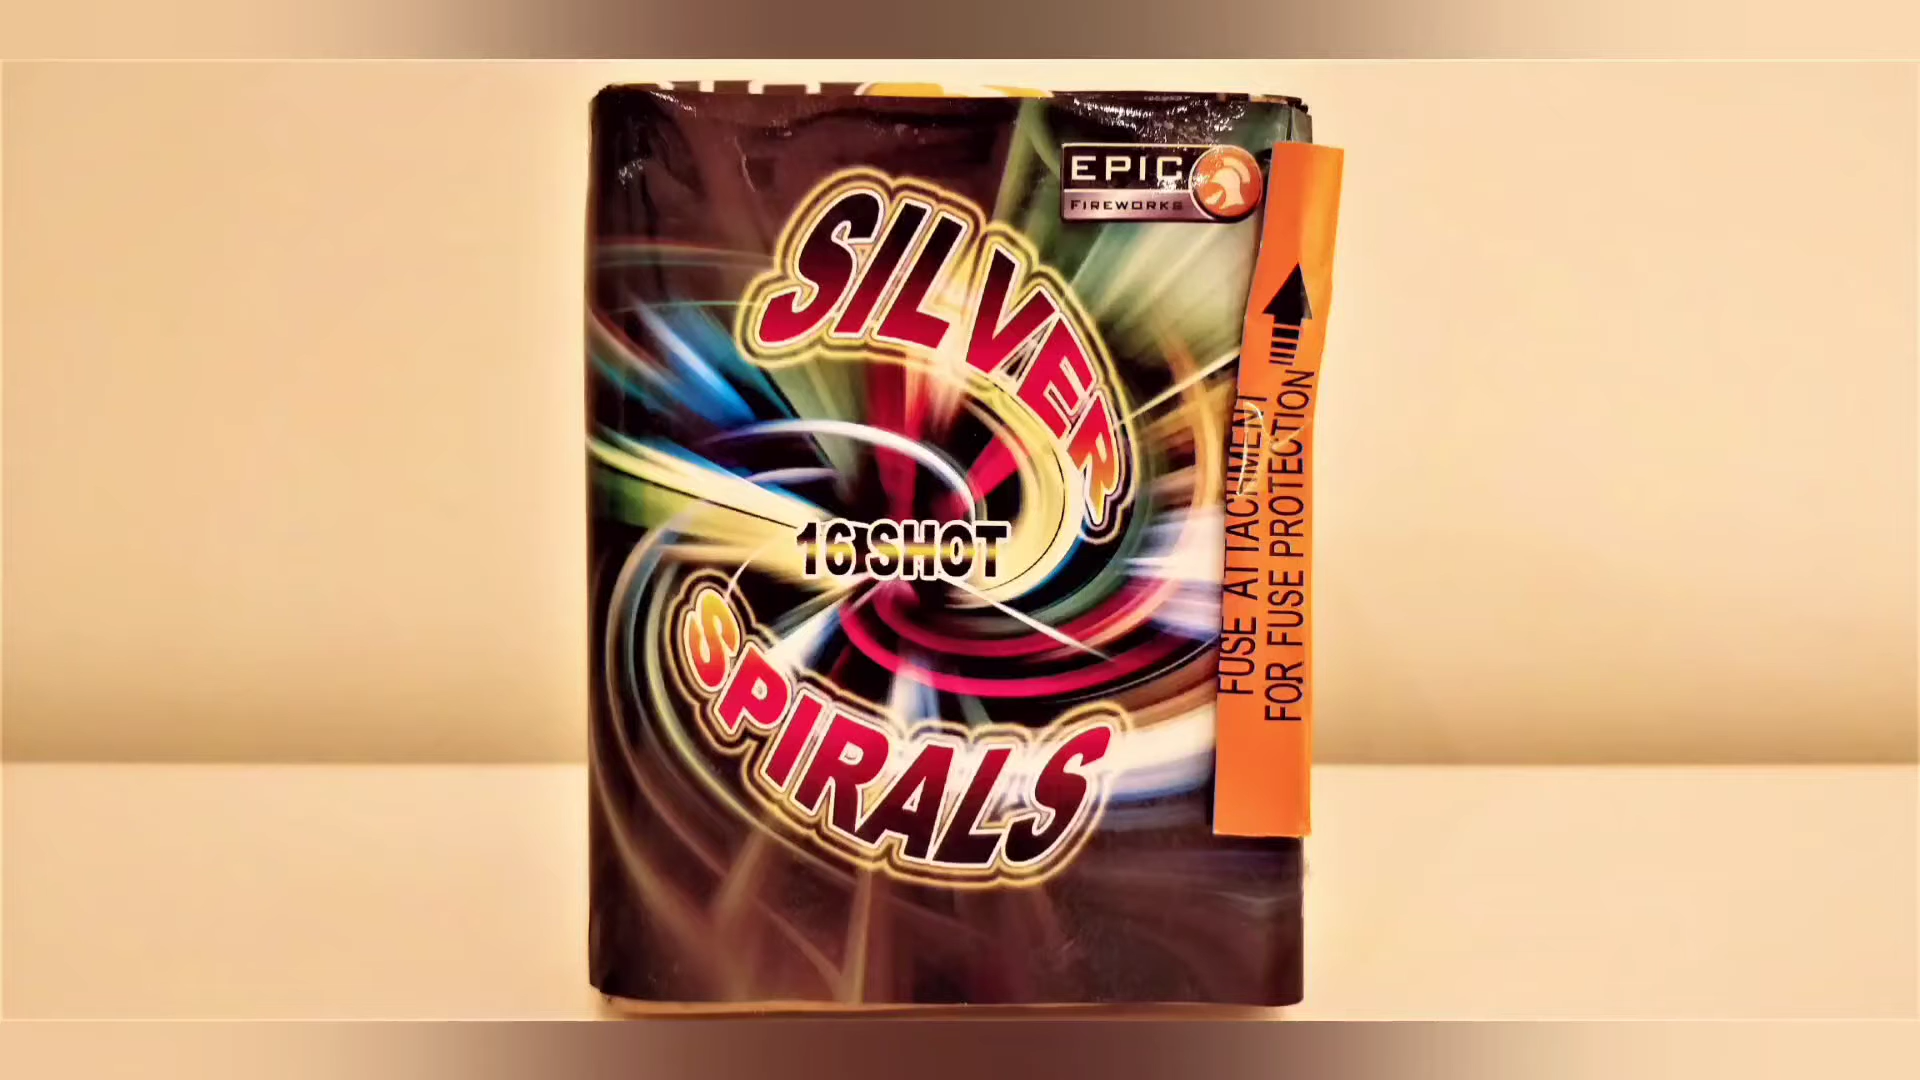 EPIC
FIREWORKS
SILVER
16 SHOT
SPIRALS
FUSE ATTACHMENT
FOR FUSE PROTECTION